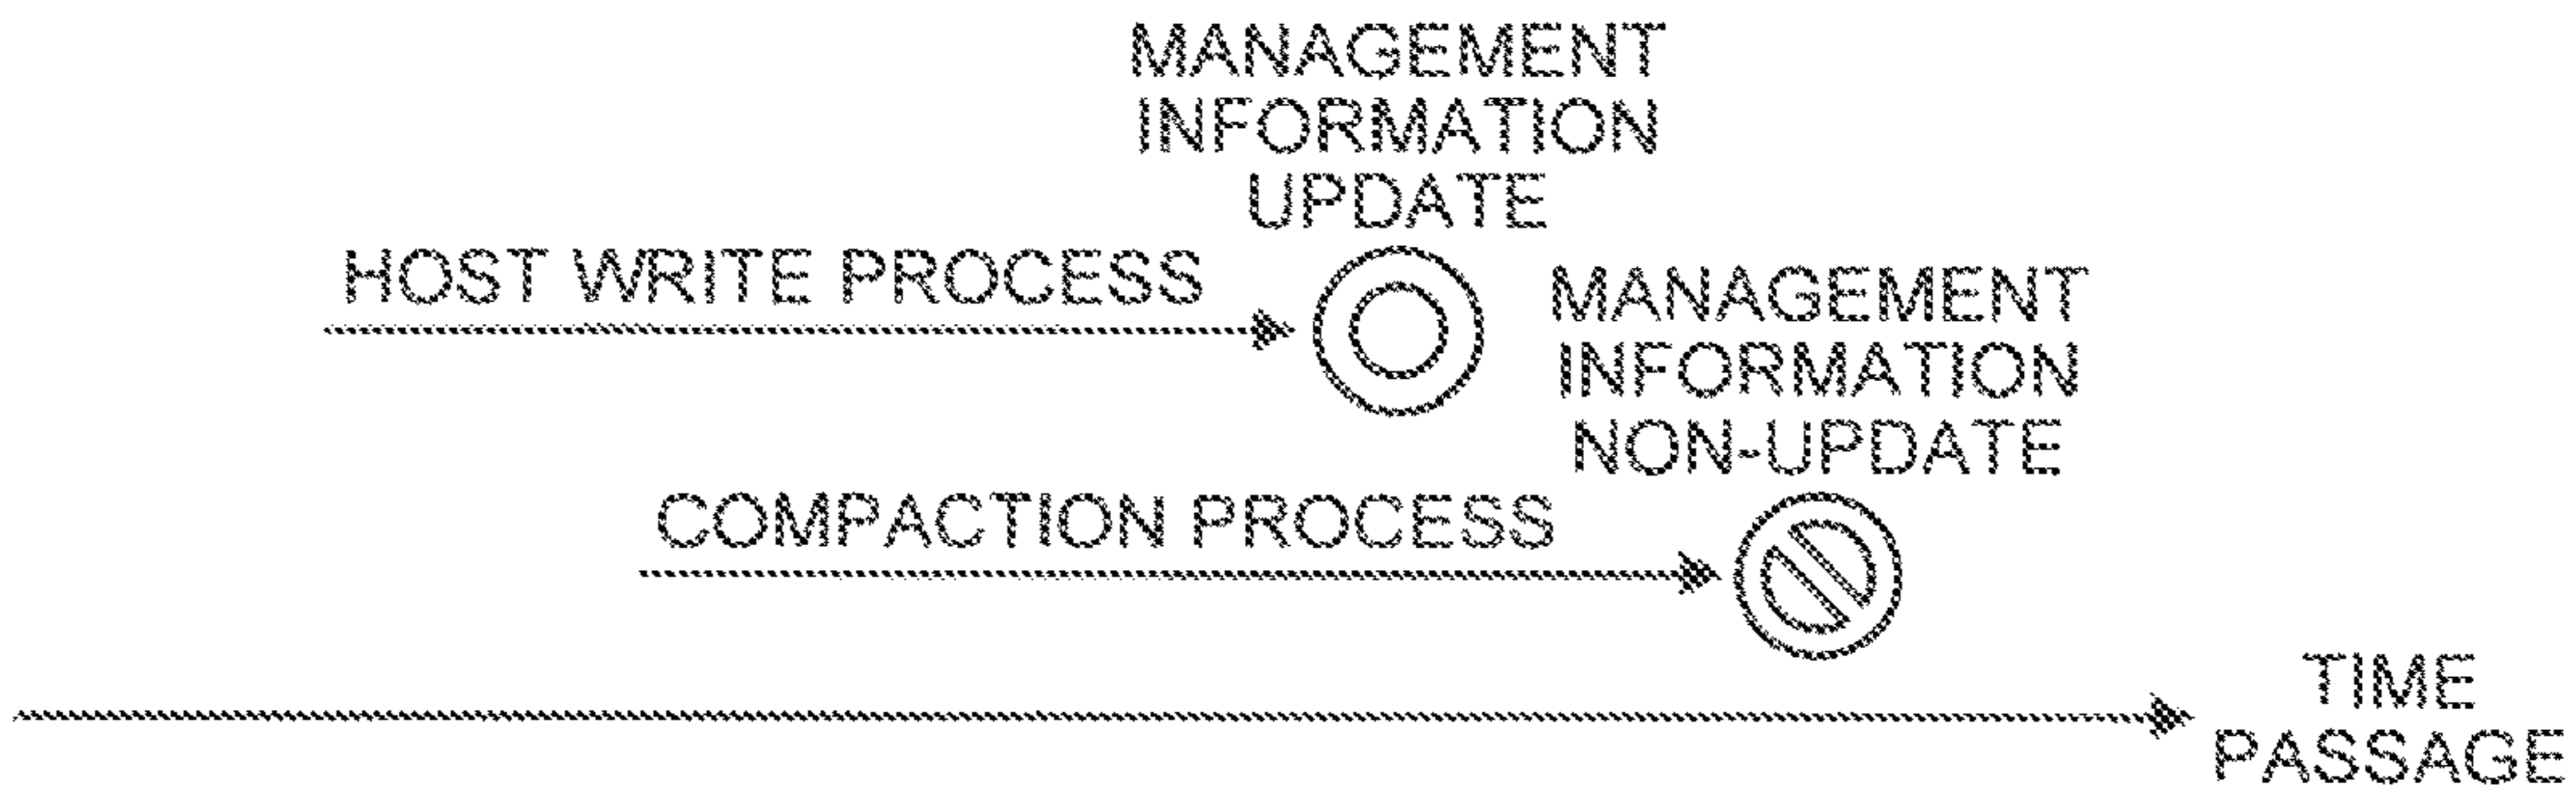 MANAGEMENT
INFORMATION
UPDATE
HOST WRITE PROCESS
MANAGEMENT
INFORMATION
NON-UPDATE
COMPACTION PROCESS
TIME
PASSAGE